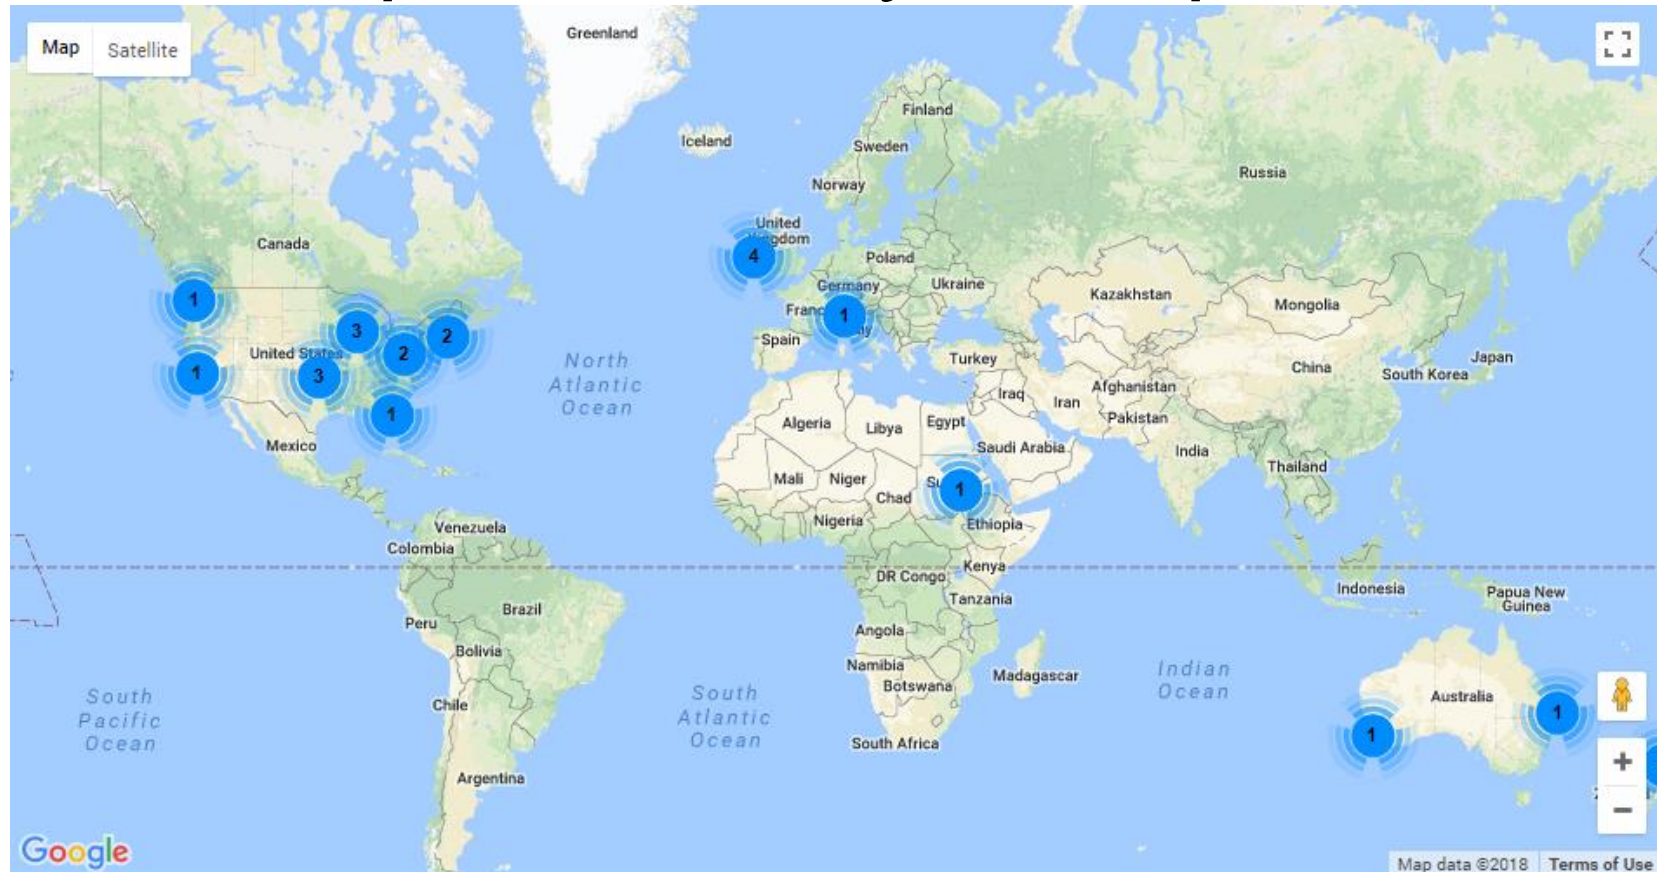 Map
Satellite
Greenland
Iceland
Finland
Sweden
Norway
Russia
United
Canada
4
Poland
Germany
Ukraine
Kazakhstan
Mongolia
1
3
2
2
1
Spain
United States
3
1
1
Turkey
China
Japan
South Korea
North
Atlantic
Ocean
Afghanistan
Iraq
Iran
Pakistan
Mexico
1
Algeria
Libya
Egypt
Saudi Arabia
India
Thailand
Mali
Niger
Chad
1
Nigeria
Ethiopia
Venezuela
Colombia
DR Congo
Kenya
Tanzania
Indonesia
Papua New
Guinea
Brazil
Peru
Bolivia
Angola
Namibia
Botswana
Madagascar
Indian
Ocean
Australia
South
Pacific
Ocean
South
Atlantic
Ocean
Chile
South Africa
1
1
Argentina
+
−
Google
Map data ©2018
Terms of Use